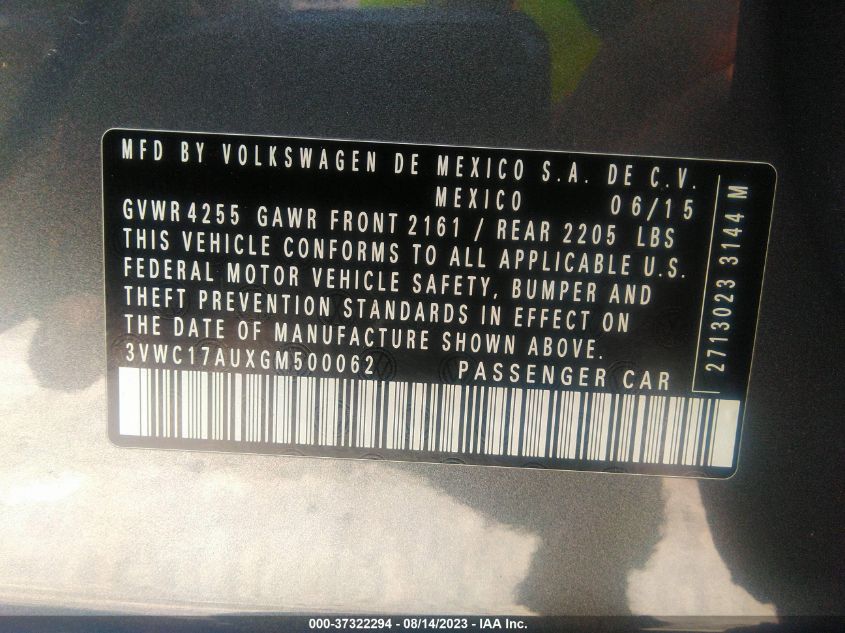 MFD BY VOLKSWAGEN DE MEXICO S.A. DE C.V.
MEXICO 06/15
GVWR 4255 GAWR FRONT 2161 / REAR 2205 LBS
THIS VEHICLE CONFORMS TO ALL APPLICABLE U.S.
FEDERAL MOTOR VEHICLE SAFETY, BUMPER AND
THEFT PREVENTION STANDARDS IN EFFECT ON
THE DATE OF MANUFACTURE SHOWN ABOVE.
3VWC17AUXGM500062 PASSENGER CAR
2713023 3144 M
000-37322294 - 08/14/2023 - IAA Inc.